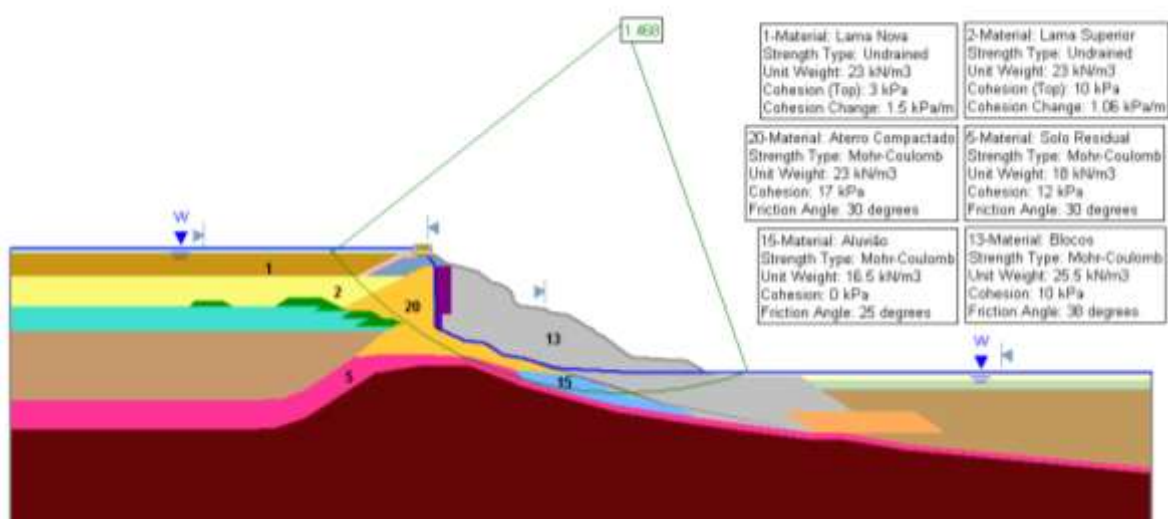 1.468
1-Material: Lama Nova
Strength Type: Undrained
Unit Weight: 23 kN/m3
Cohesion (Top): 3 kPa
Cohesion Change: 1.5 kPa/m
2-Material: Lama Superior
Strength Type: Undrained
Unit Weight: 23 kN/m3
Cohesion (Top): 10 kPa
Cohesion Change: 1.06 kPa/m
20-Material: Aterro Compactado
Strength Type: Mohr-Coulomb
Unit Weight: 23 kN/m3
Cohesion: 17 kPa
Friction Angle: 30 degrees
5-Material: Solo Residual
Strength Type: Mohr-Coulomb
Unit Weight: 18 kN/m3
Cohesion: 12 kPa
Friction Angle: 30 degrees
15-Material: Aluvião
Strength Type: Mohr-Coulomb
Unit Weight: 16.5 kN/m3
Cohesion: 0 kPa
Friction Angle: 25 degrees
13-Material: Blocos
Strength Type: Mohr-Coulomb
Unit Weight: 25.5 kN/m3
Cohesion: 10 kPa
Friction Angle: 38 degrees
W
1
2
20
13
W
5
15